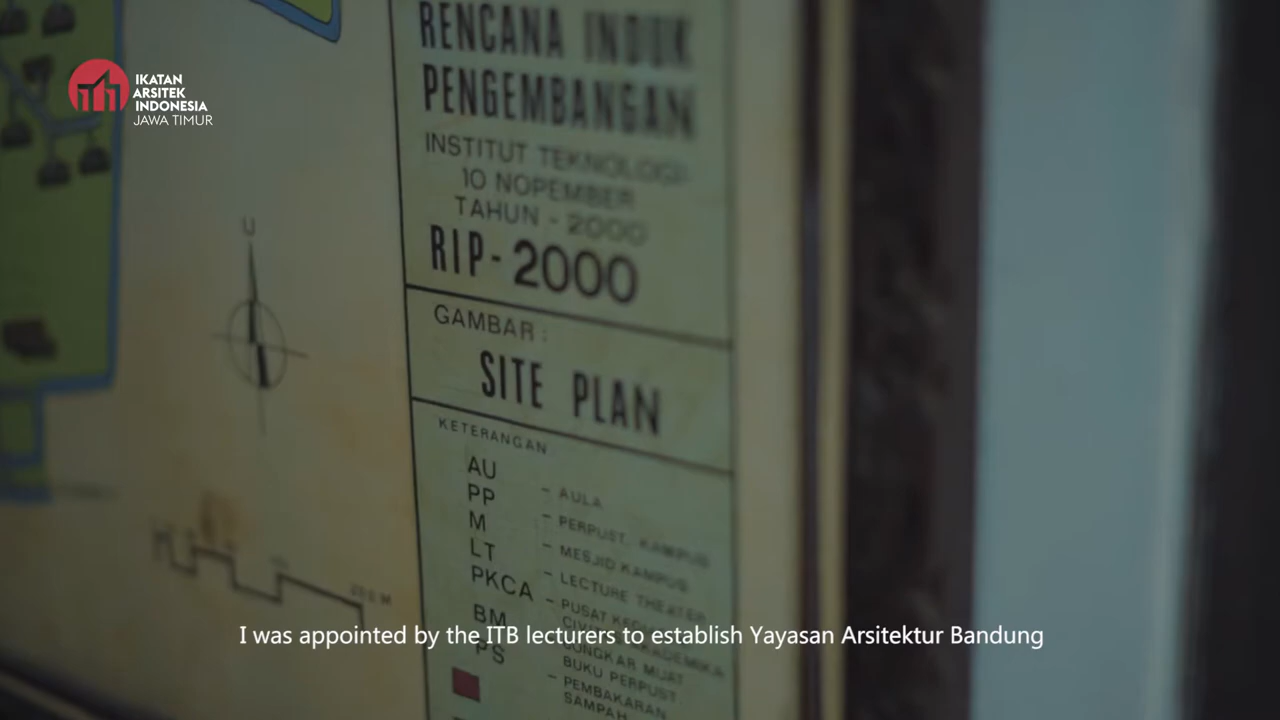 IKATAN
ARSITEK
INDONESIA
JAWA TIMUR
RENCANA INDUK
PENGEMBANGAN
INSTITUT TEKNOLOGI
10 NOPEMBER
TAHUN - 2000
RIP- 2000
GAMBAR :
SITE PLAN
KETERANGAN
AU - AULA
PP - PERPUST. KAMPUS
M - MESJID KAMPUS
LT - LECTURE THEATER
PKCA - PUSAT
BM
BUKU PERPUST.
PS - PEMBAKARAN
SAMPAH
U
I was appointed by the ITB lecturers to establish Yayasan Arsitektur Bandung